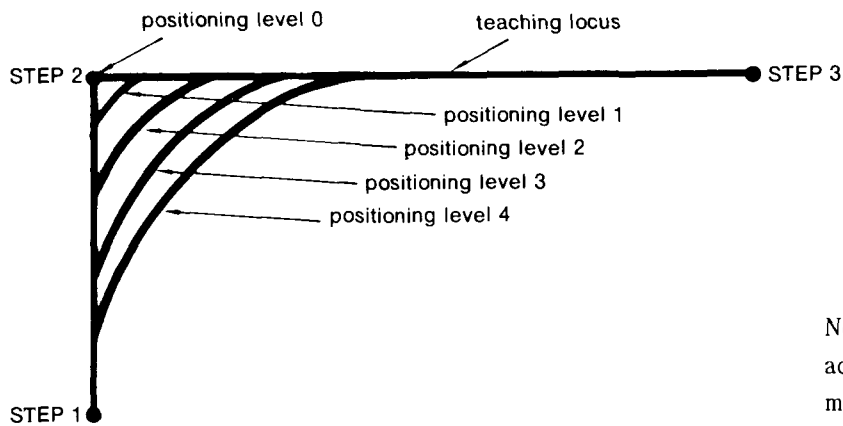 positioning level 0
teaching locus
STEP 2
STEP 3
positioning level 1
positioning level 2
positioning level 3
positioning level 4
STEP 1